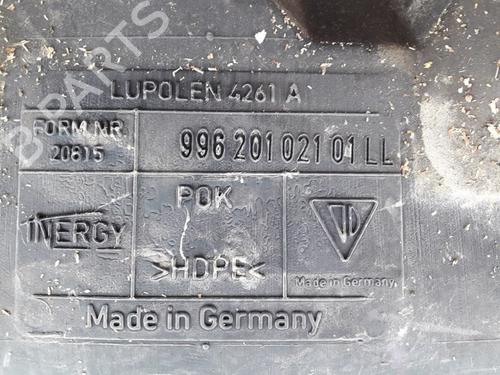 LUPOLEN 4261 A
FORM.NR. 996 201 021 01 LL
20815
INERGY
POK
>HDPE<
Made in Germany
Made in Germany
B PARTS